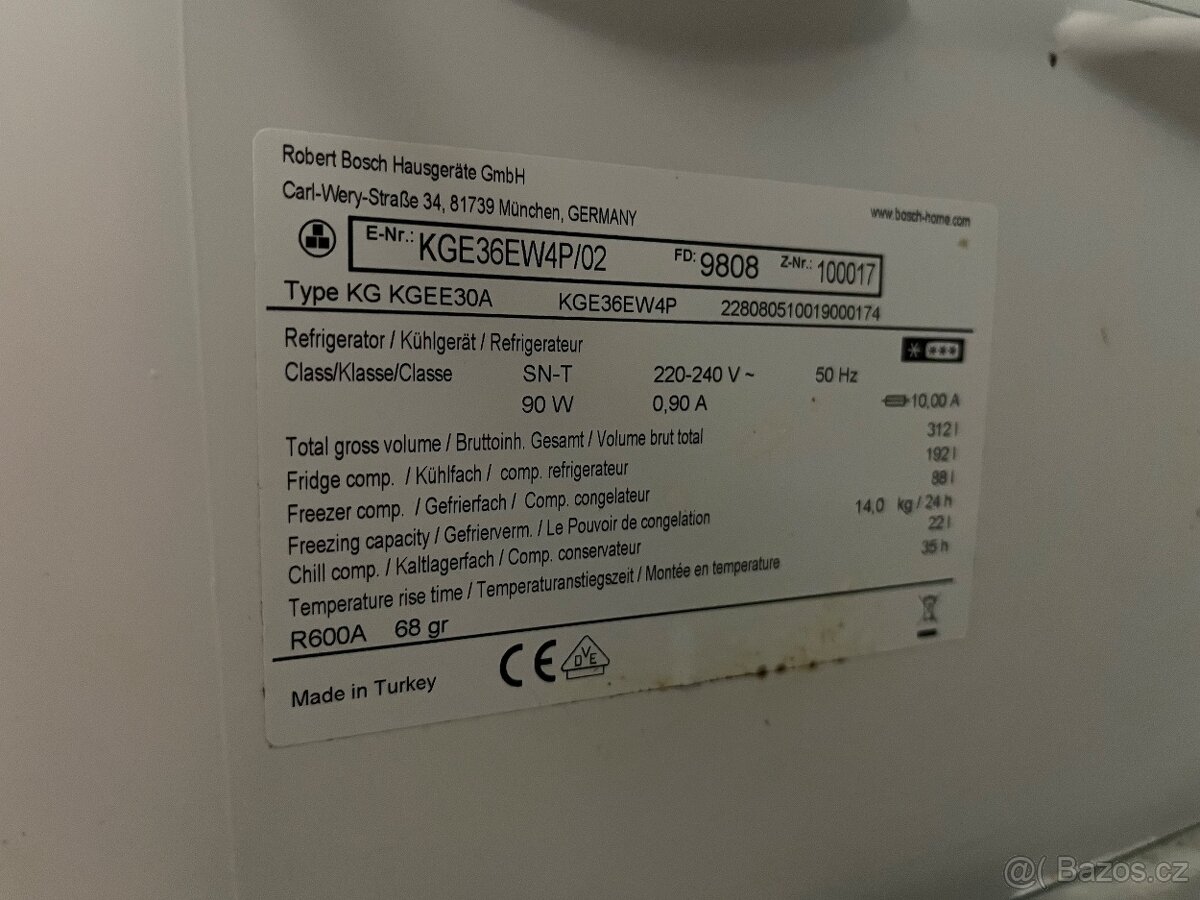 Robert Bosch Hausgeräte GmbH
Carl-Wery-Straße 34, 81739 München, GERMANY
www.bosch-home.com
E-Nr.: KGE36EW4P/02 FD: 9808 Z-Nr.: 100017
Type KG KGEE30A KGE36EW4P 228080510019000174
Refrigerator / Kühlgerät / Refrigerateur
Class/Klasse/Classe SN-T 220-240 V ~ 50 Hz
90 W 0,90 A 10,00 A
Total gross volume / Bruttoinh. Gesamt / Volume brut total 312 l
Fridge comp. / Kühlfach / comp. refrigerateur 192 l
Freezer comp. / Gefrierfach / Comp. congelateur 88 l
Freezing capacity / Gefrierverm. / Le Pouvoir de congelation 14,0 kg / 24 h
Chill comp. / Kaltlagerfach / Comp. conservateur 22 l
Temperature rise time / Temperaturanstiegszeit / Montée en temperature 35 h
R600A 68 gr
Made in Turkey
CE DVE
@( Bazos.cz